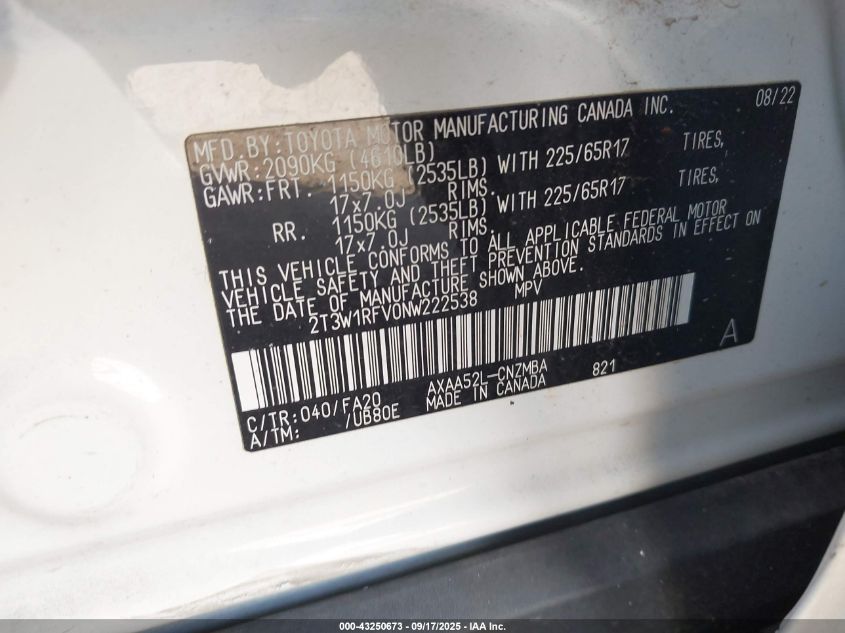 08/22
MFD. BY: TOYOTA MOTOR MANUFACTURING CANADA INC.
GVWR: 2090KG (4610LB)
GAWR: FRT. 1150KG (2535LB) WITH 225/65R17 TIRES,
17x7.0J RIMS.
RR. 1150KG (2535LB) WITH 225/65R17 TIRES,
17x7.0J RIMS.
THIS VEHICLE CONFORMS TO ALL APPLICABLE FEDERAL MOTOR
VEHICLE SAFETY AND THEFT PREVENTION STANDARDS IN EFFECT ON
THE DATE OF MANUFACTURE SHOWN ABOVE.
2T3W1RFV0NW222538 MPV
A
C/TR: 040/FA20 AXAA52L-CNZMBA 821
A/TM: /UB80E MADE IN CANADA
000-43250673 - 09/17/2025 - IAA Inc.